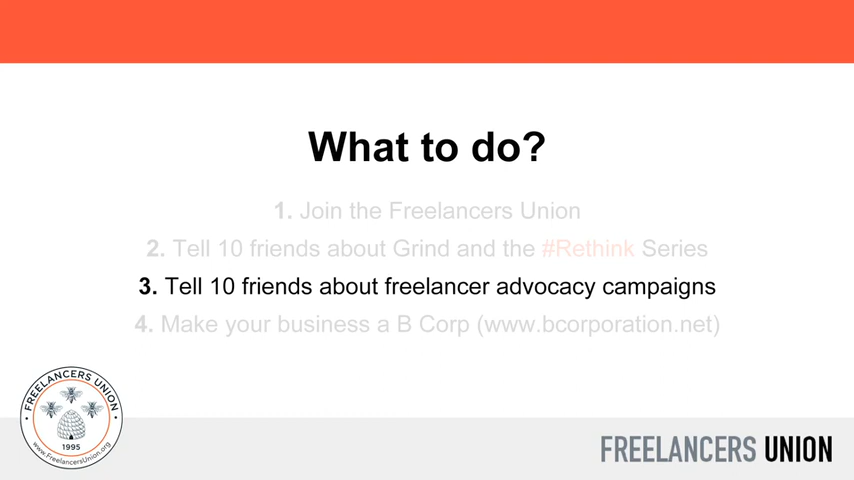 What to do?
1. Join the Freelancers Union
2. Tell 10 friends about Grind and the #Rethink Series
3. Tell 10 friends about freelancer advocacy campaigns
4. Make your business a B Corp (www.bcorporation.net)
FREELANCERS UNION
1995
www.FreelancersUnion.org
FREELANCERS UNION